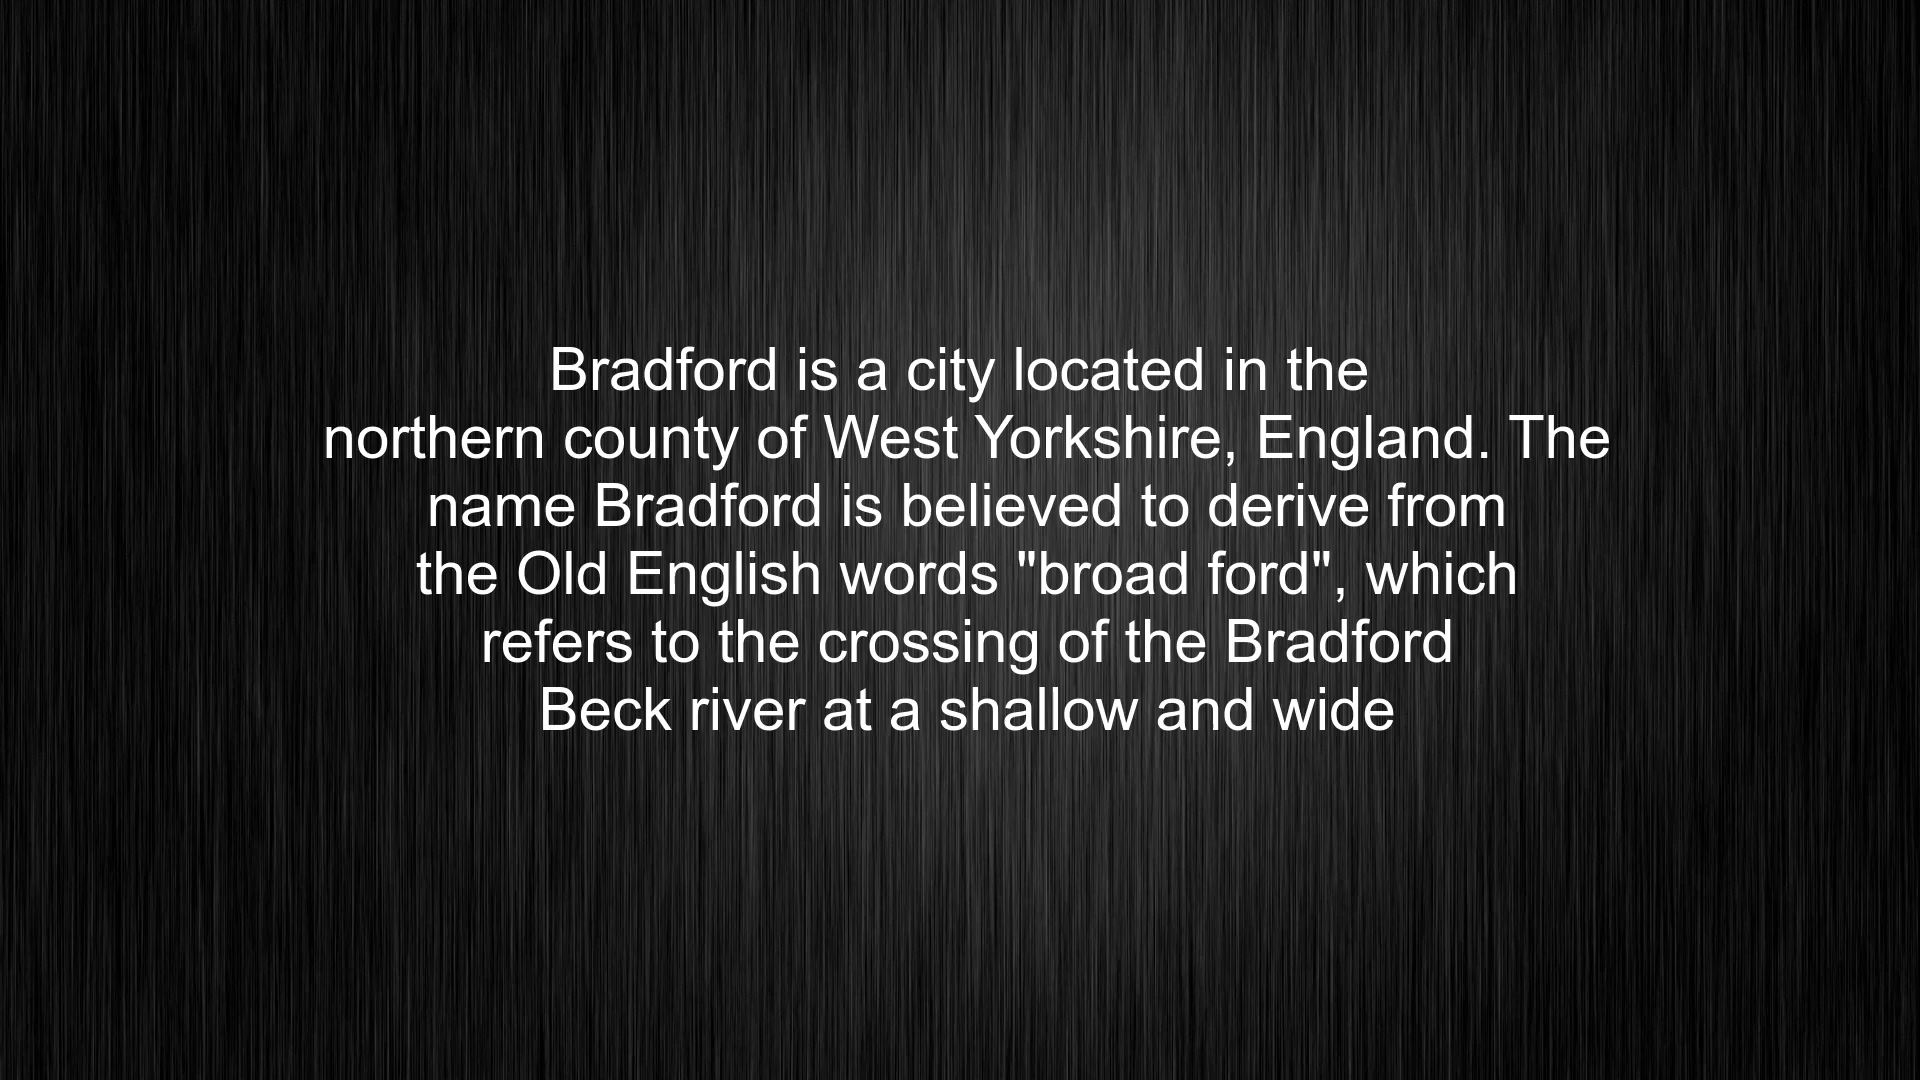 Bradford is a city located in the
northern county of West Yorkshire, England. The
name Bradford is believed to derive from
the Old English words "broad ford", which
refers to the crossing of the Bradford
Beck river at a shallow and wide